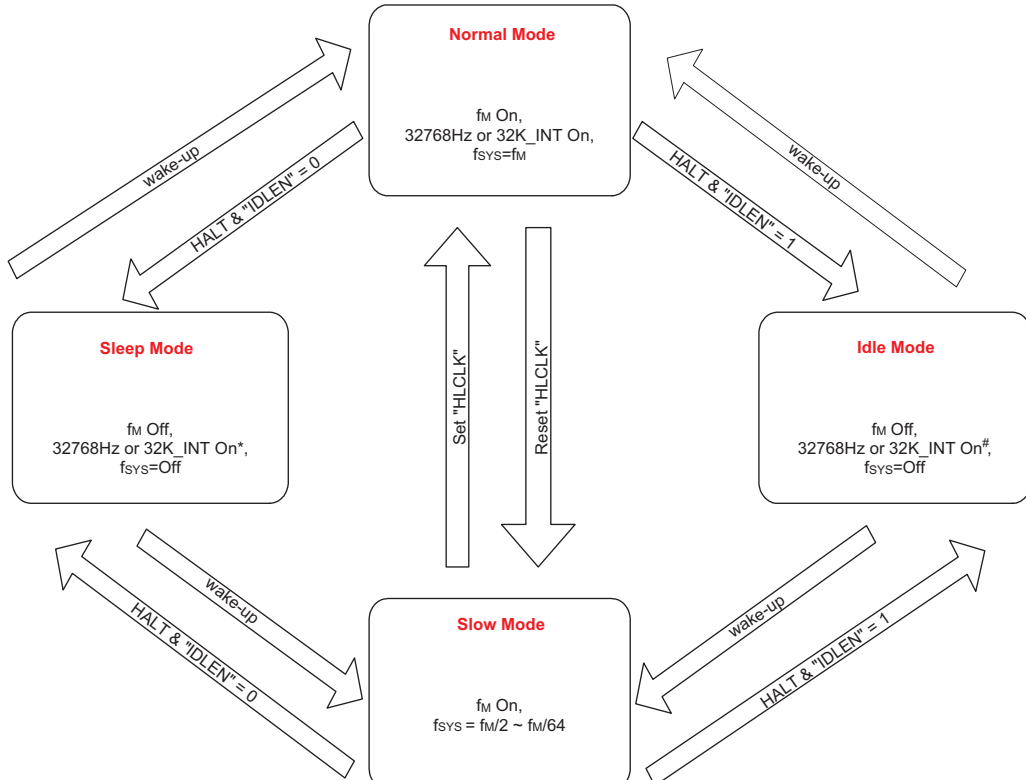 Normal Mode
fM On,
32768Hz or 32K_INT On,
fSYS=fM
wake-up
HALT & "IDLEN" = 0
HALT & "IDLEN" = 1
wake-up
Sleep Mode
fM Off,
32768Hz or 32K_INT On*,
fSYS=Off
Set "HLCLK"
Reset "HLCLK"
Idle Mode
fM Off,
32768Hz or 32K_INT On#,
fSYS=Off
wake-up
HALT & "IDLEN" = 0
wake-up
HALT & "IDLEN" = 1
Slow Mode
fM On,
fSYS = fM/2 ~ fM/64